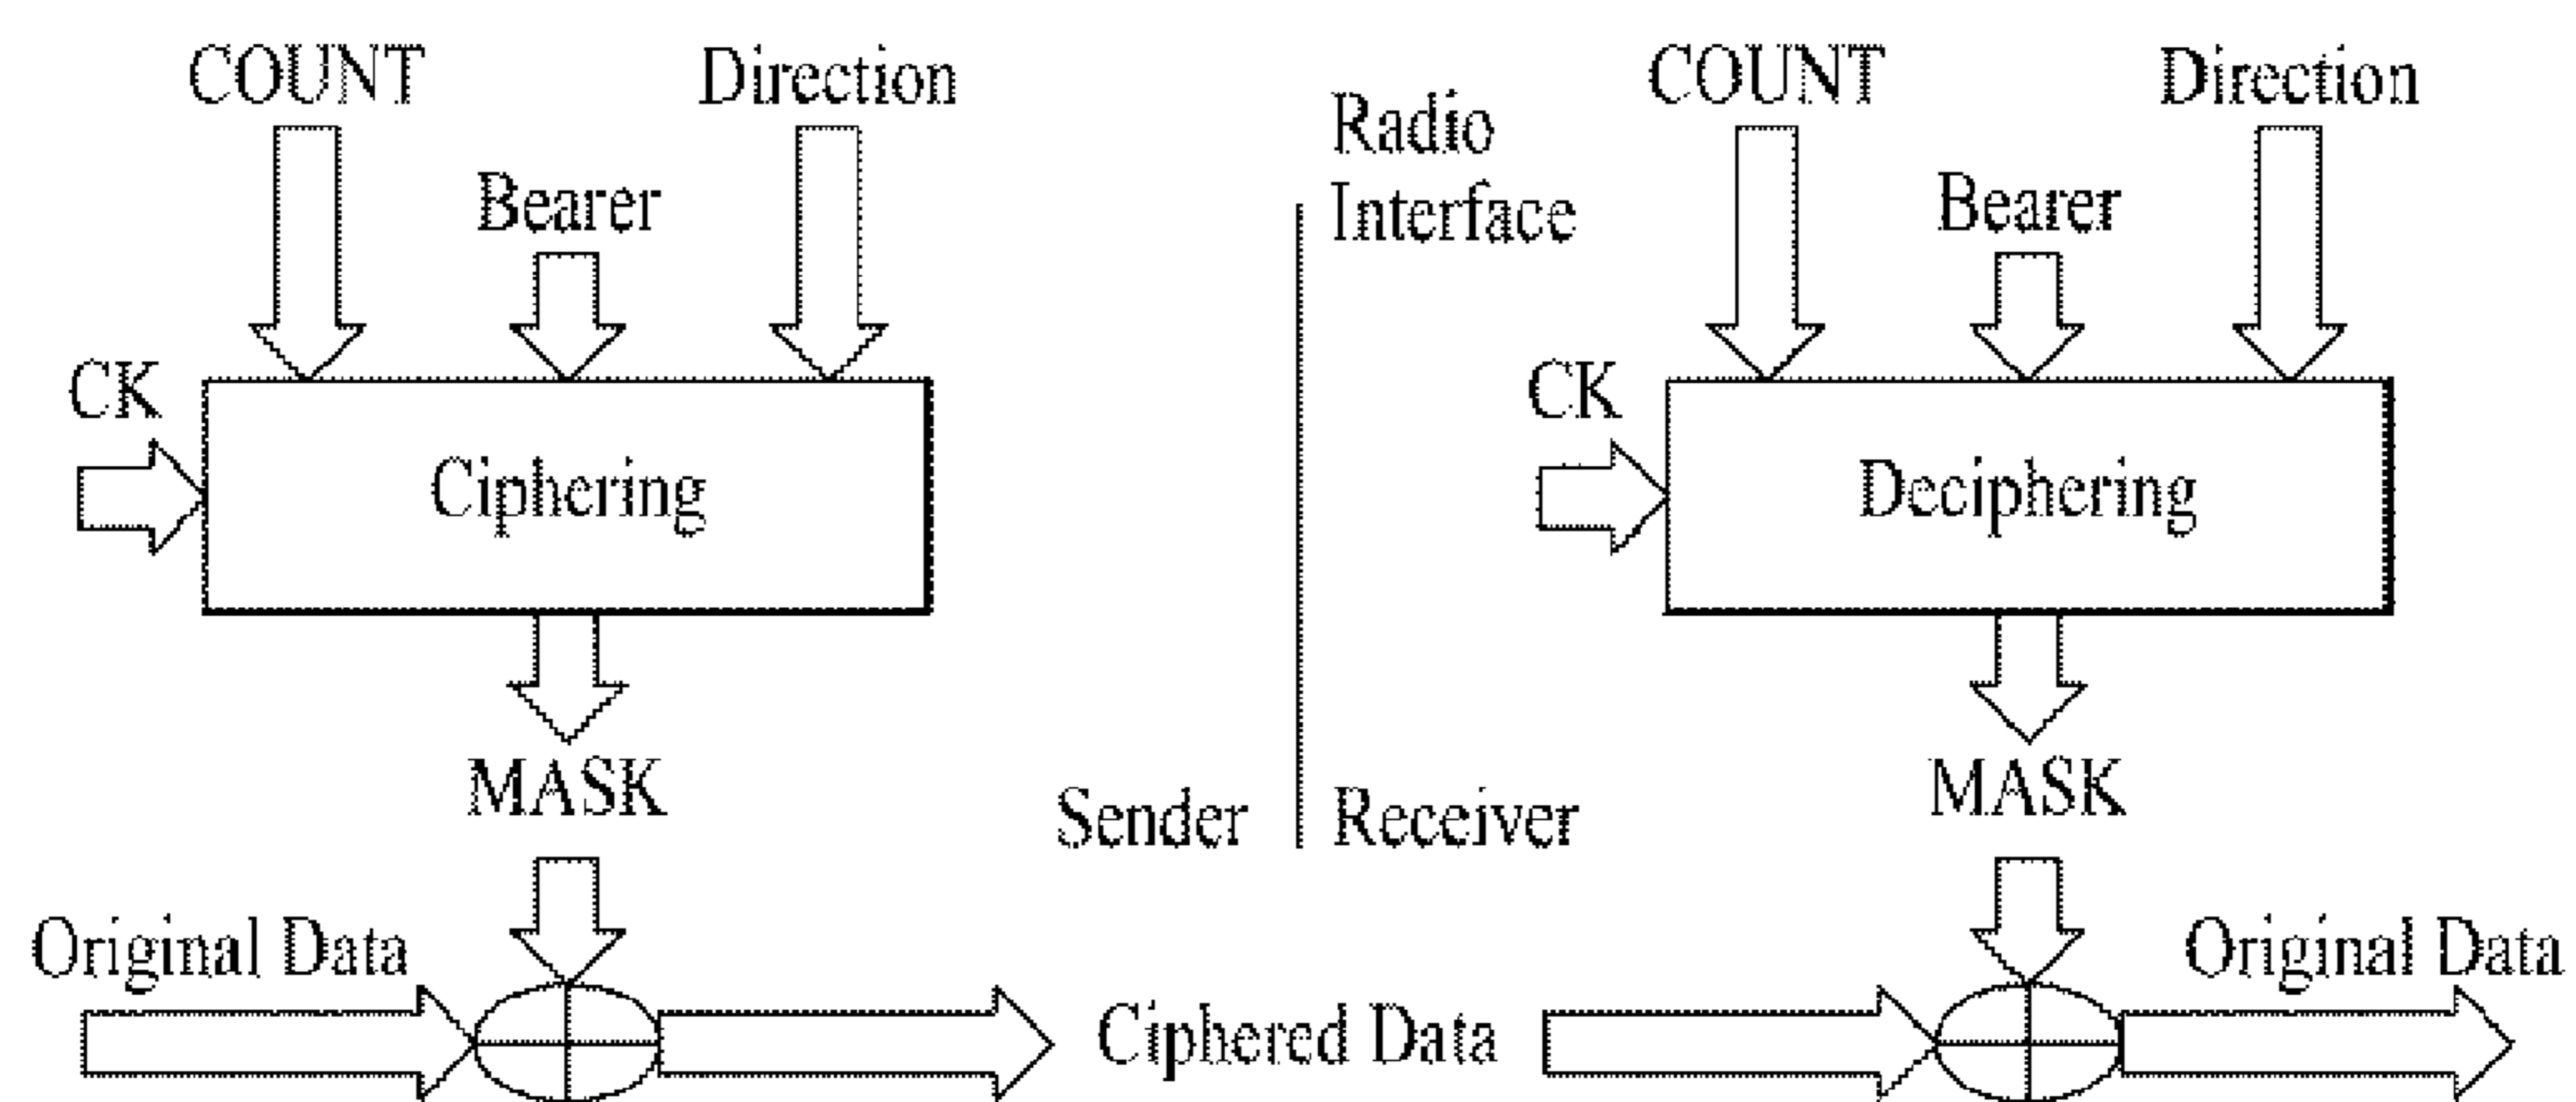 COUNT
Direction
Bearer
CK
Ciphering
MASK
Original Data
Radio
Interface
Sender
Receiver
Ciphered Data
COUNT
Direction
Bearer
CK
Deciphering
MASK
Original Data